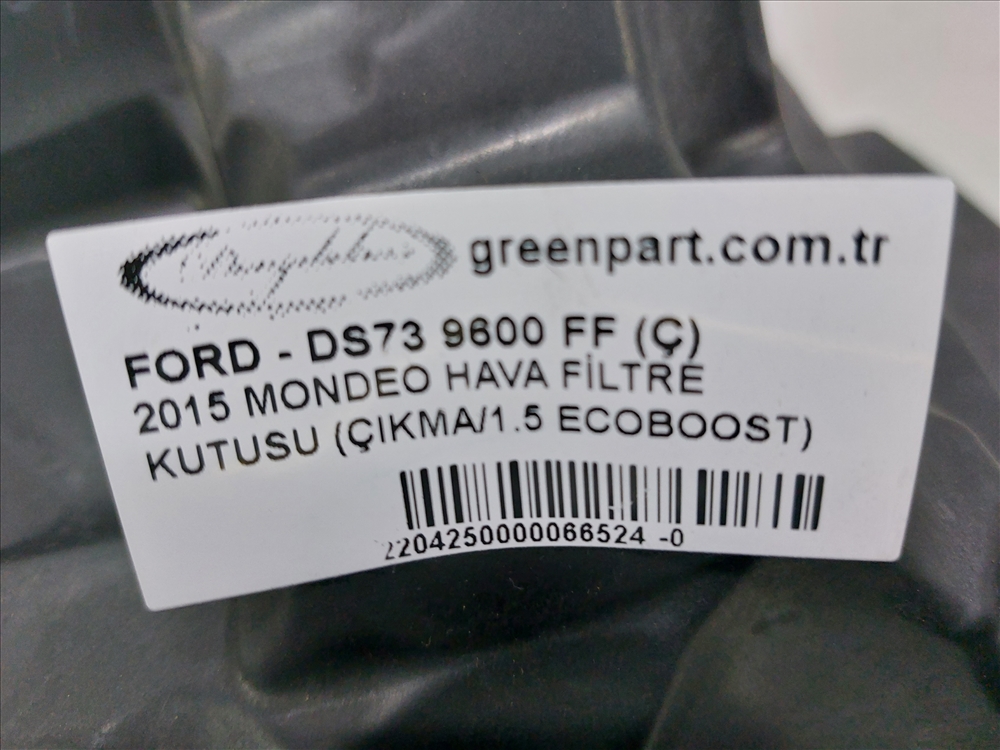 greenpart.com.tr
FORD - DS73 9600 FF (Ç)
2015 MONDEO HAVA FİLTRE
KUTUSU (ÇIKMA/1.5 ECOBOOST)
2204250000066524 -0